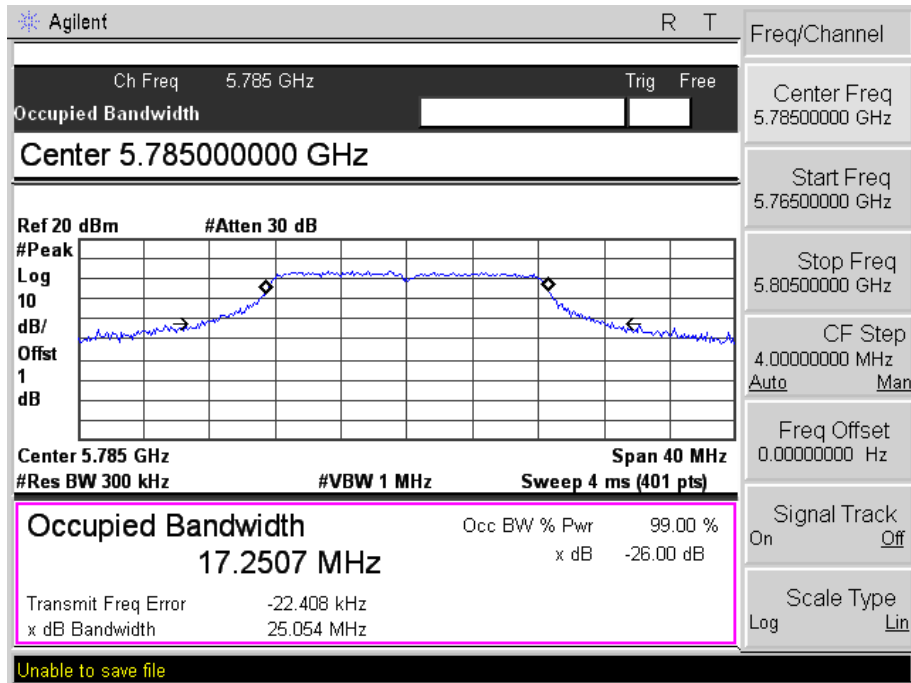 Agilent R T
Ch Freq 5.785 GHz Trig Free
Occupied Bandwidth
Center 5.785000000 GHz
Ref 20 dBm #Atten 30 dB
#Peak
Log
10
dB/
Offst
1
dB
Center 5.785 GHz Span 40 MHz
#Res BW 300 kHz #VBW 1 MHz Sweep 4 ms (401 pts)
Occupied Bandwidth Occ BW % Pwr 99.00 %
17.2507 MHz x dB -26.00 dB
Transmit Freq Error -22.408 kHz
x dB Bandwidth 25.054 MHz
Unable to save file
Freq/Channel
Center Freq
5.78500000 GHz
Start Freq
5.76500000 GHz
Stop Freq
5.80500000 GHz
CF Step
4.00000000 MHz
Auto Man
Freq Offset
0.00000000 Hz
Signal Track
On Off
Scale Type
Log Lin